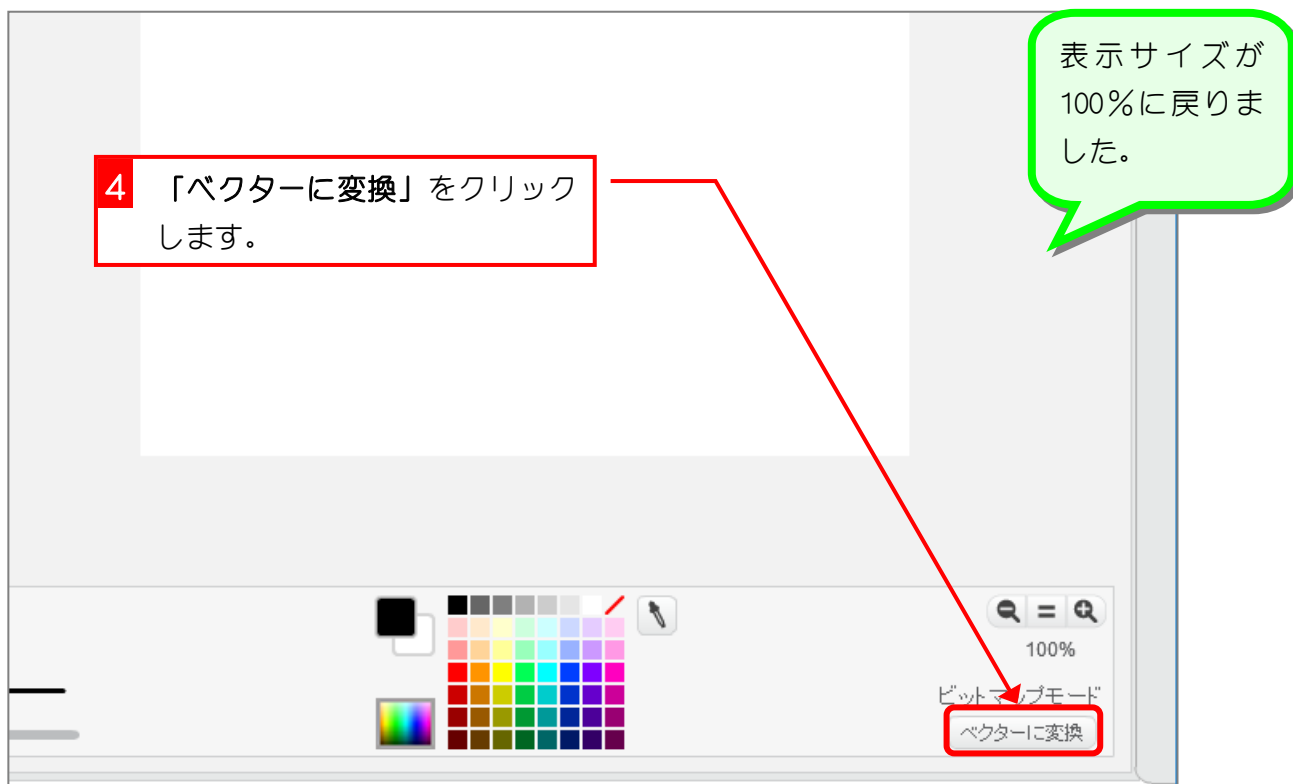 表示サイズが
100%に戻りま
した。
4 「ベクターに変換」をクリック
します。
100%
ビットマップモード
ベクターに変換